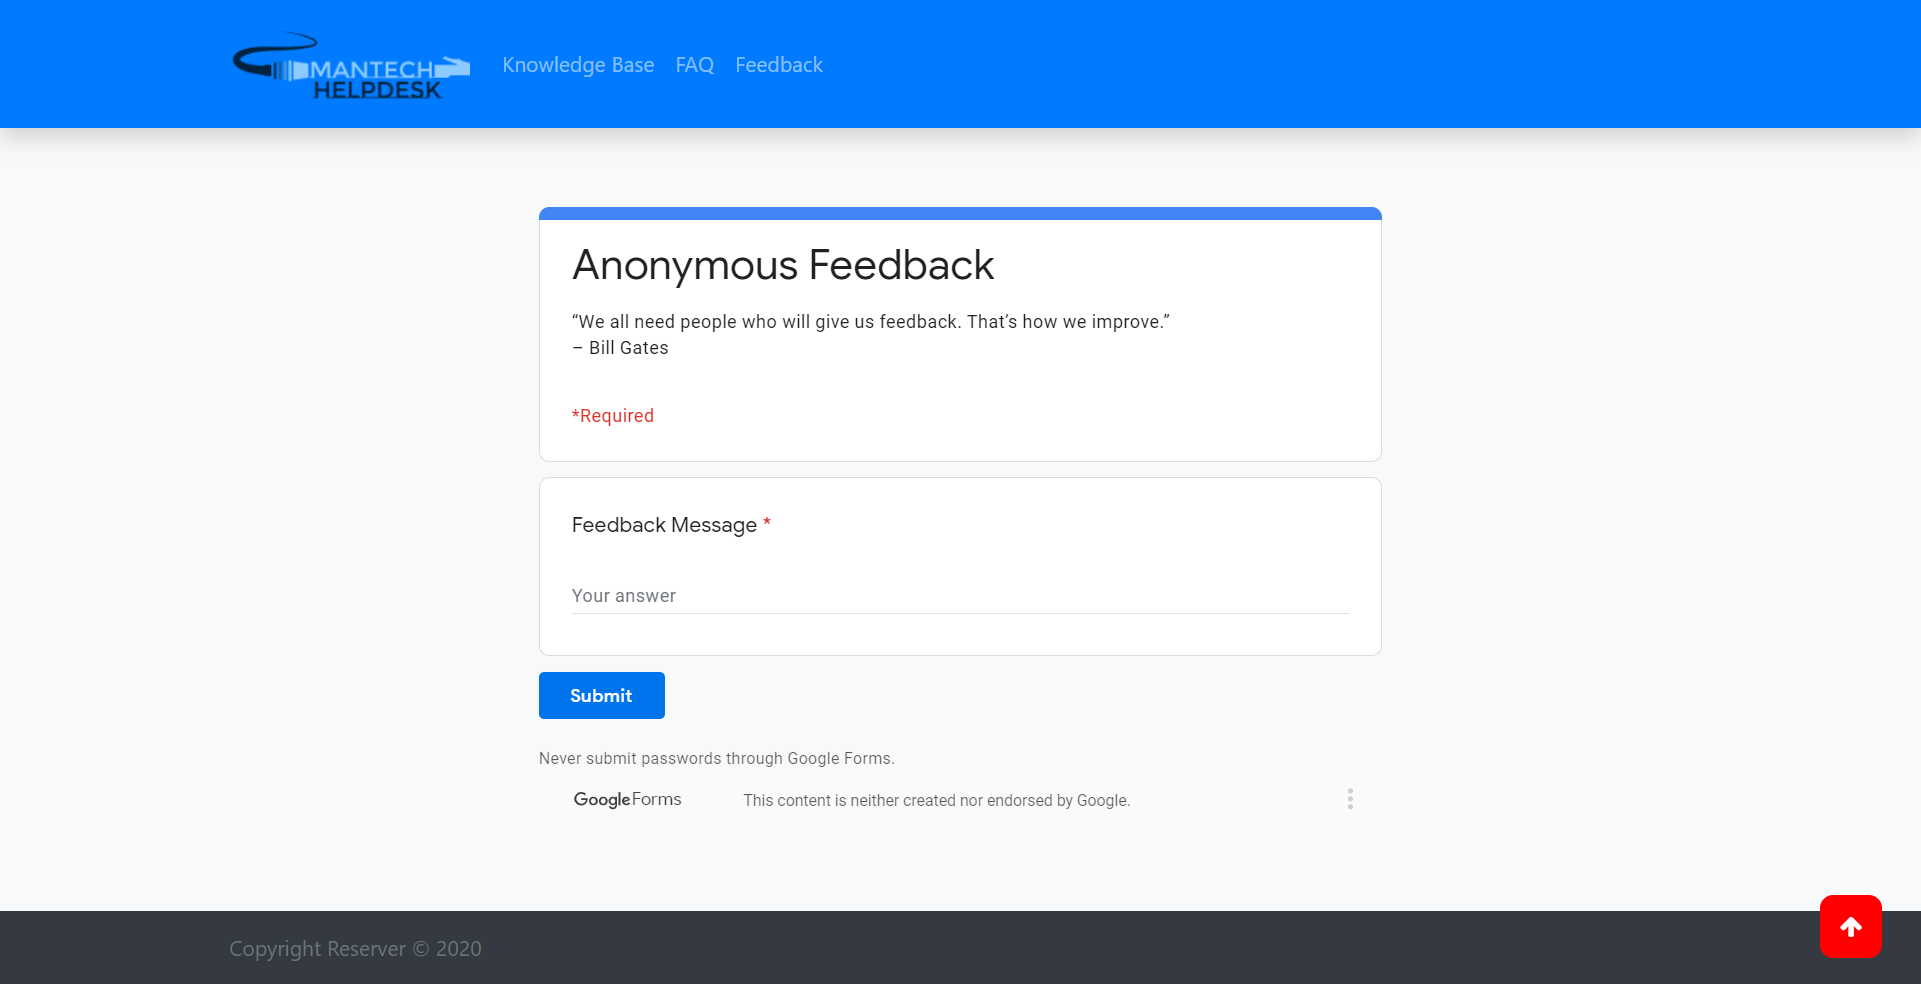 MANTECH
HELPDESK
Knowledge Base FAQ Feedback
Anonymous Feedback
“We all need people who will give us feedback. That’s how we improve.”
– Bill Gates
*Required
Feedback Message *
Your answer
Submit
Never submit passwords through Google Forms.
Google Forms This content is neither created nor endorsed by Google.
Copyright Reserver © 2020